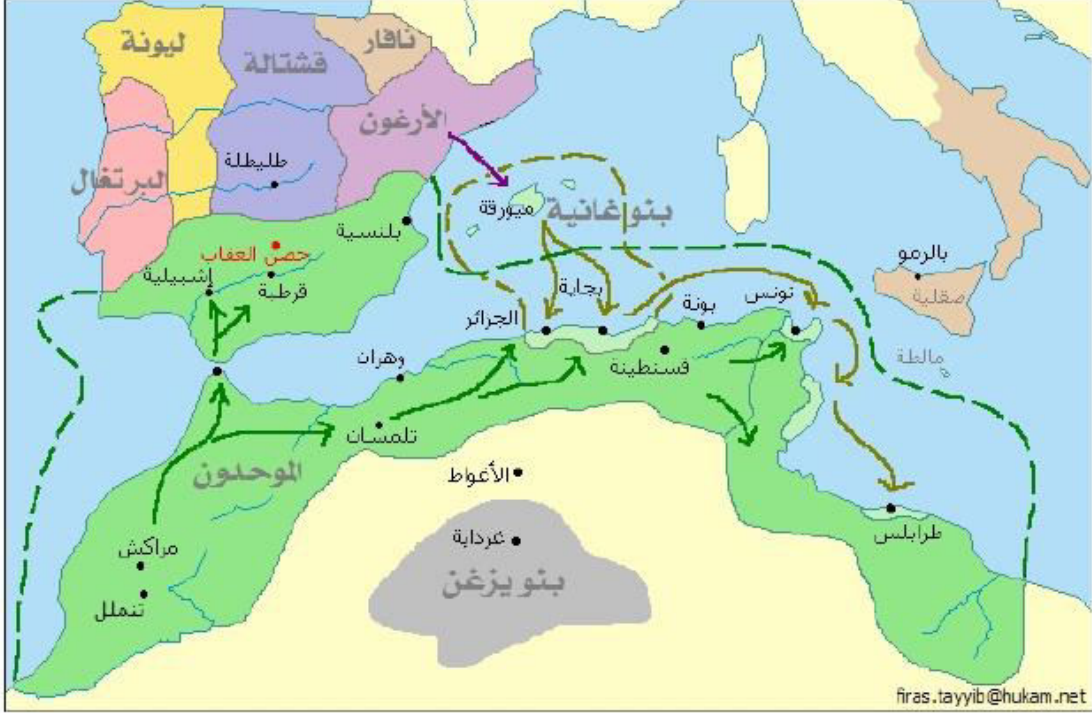 ليونة
قشتالة
نافار
الأرغون
البرتغال
طليطلة
بلنسية
ميورقة
بنو غانية
حصن العقاب
إشبيلية
قرطبة
بالرمو
صقلية
مالطة
الجزائر
بجاية
بونة
تونس
وهران
قسنطينة
تلمسان
الموحدون
الأغواط
غرداية
بنو يزغن
طرابلس
مراكش
تنملل
firas.tayyib@hukam.net